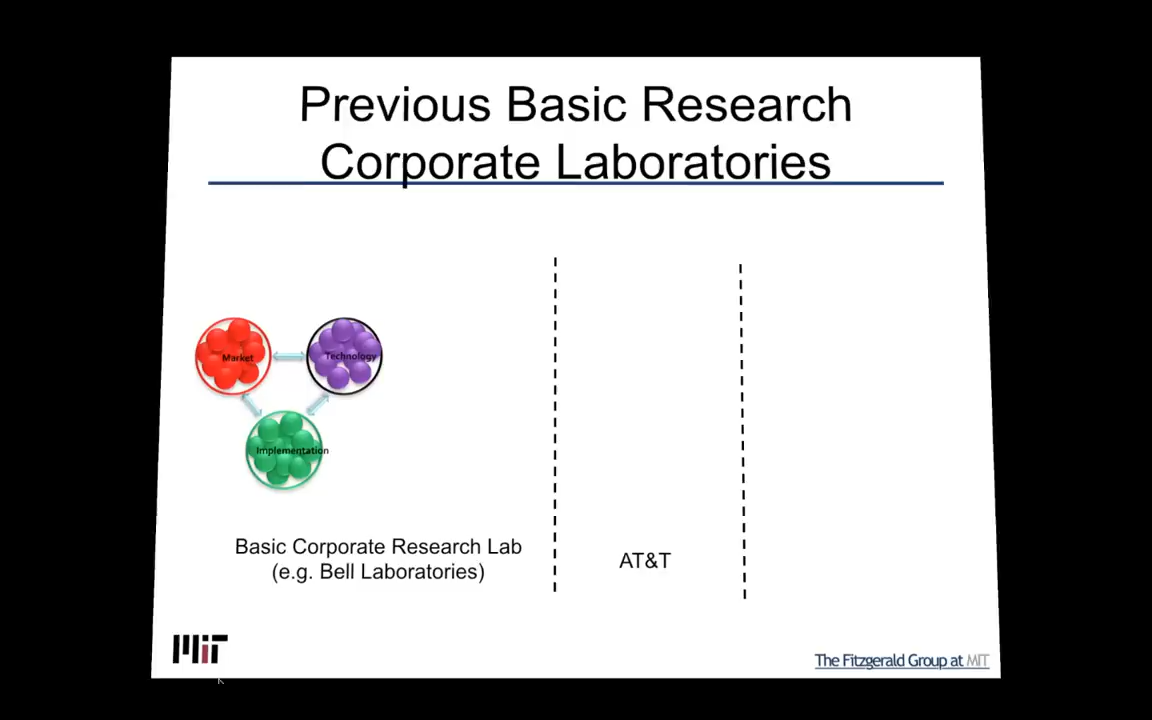 Previous Basic Research
Corporate Laboratories
Market
Technology
Implementation
Basic Corporate Research Lab
(e.g. Bell Laboratories)
AT&T
MIT
The Fitzgerald Group at MIT